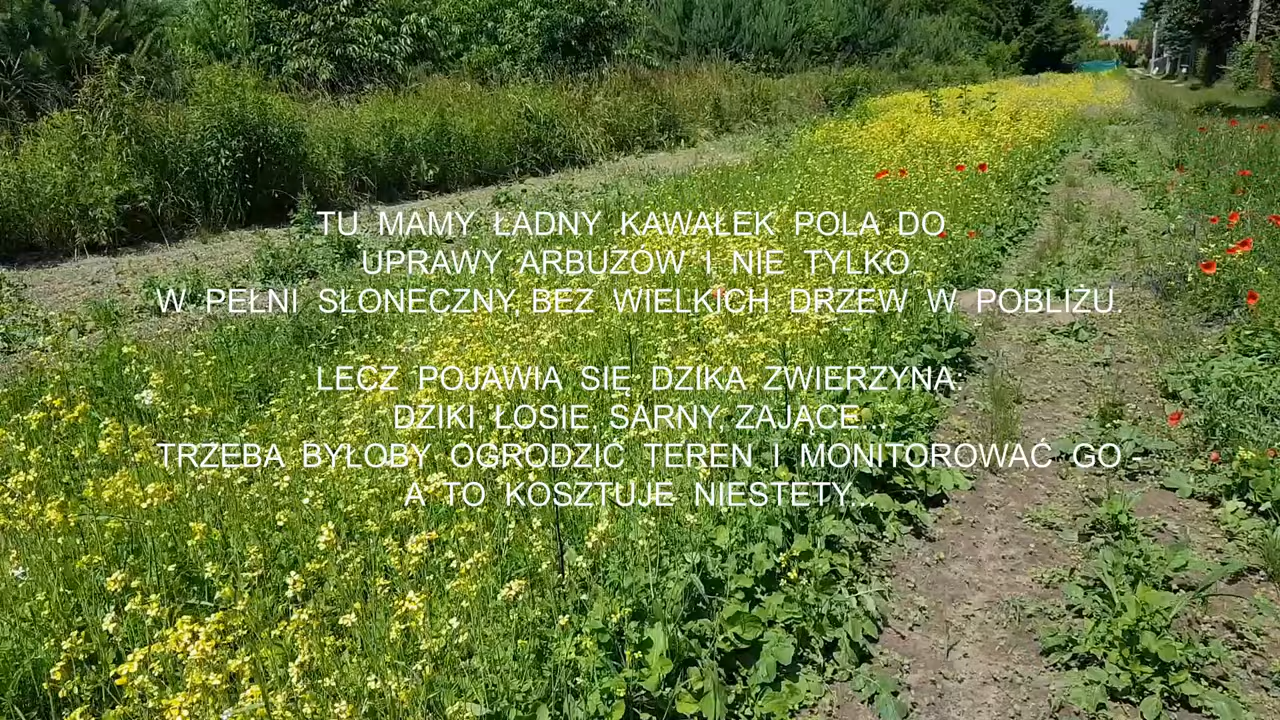 TU MAMY ŁADNY KAWAŁEK POLA DO
UPRAWY ARBUZÓW I NIE TYLKO.
W PEŁNI SŁONECZNY, BEZ WIELKICH DRZEW W POBLIŻU.
LECZ POJAWIA SIĘ DZIKA ZWIERZYNA.
DZIKI, ŁOSIE, SARNY, ZAJĄCE...
TRZEBA BYŁOBY OGRODZIĆ TEREN I MONITOROWAĆ GO -
A TO KOSZTUJE NIESTETY.